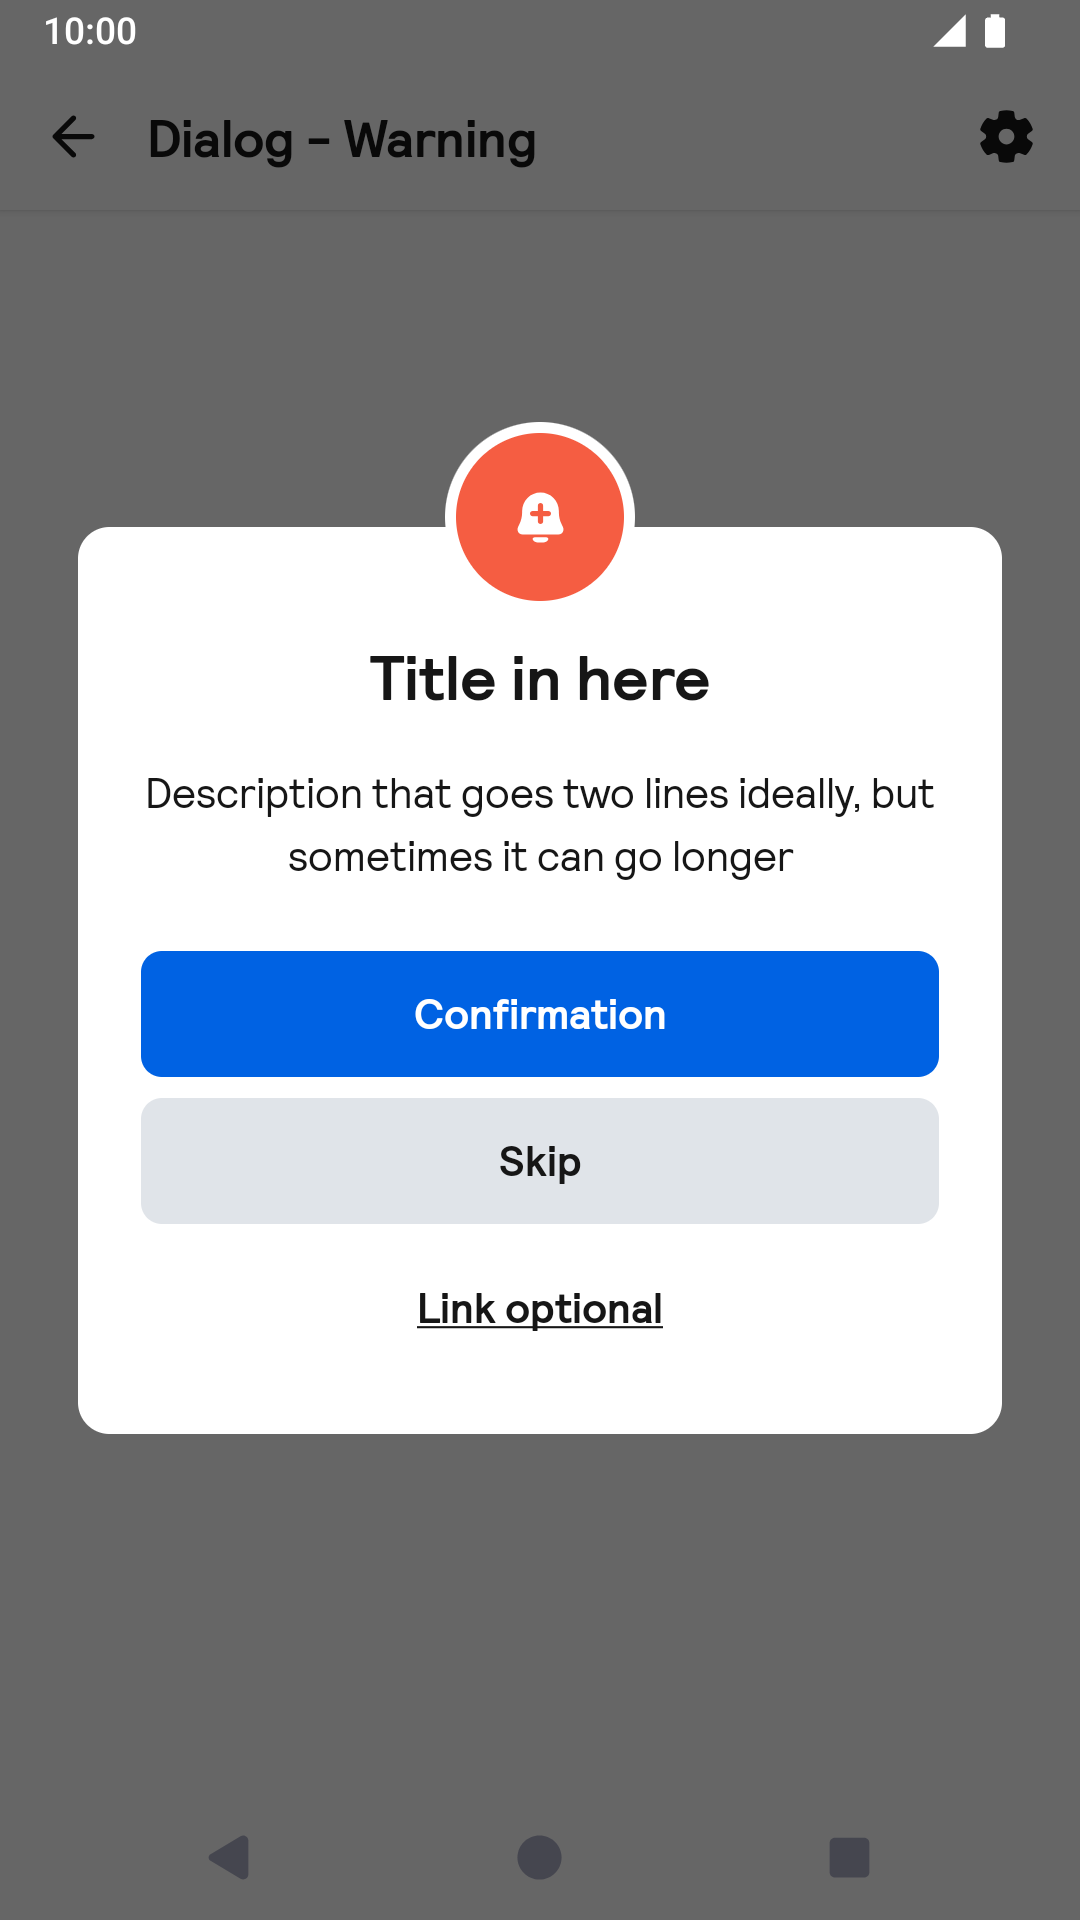 10:00
Dialog - Warning
Title in here
Description that goes two lines ideally, but
sometimes it can go longer
Confirmation
Skip
Link optional